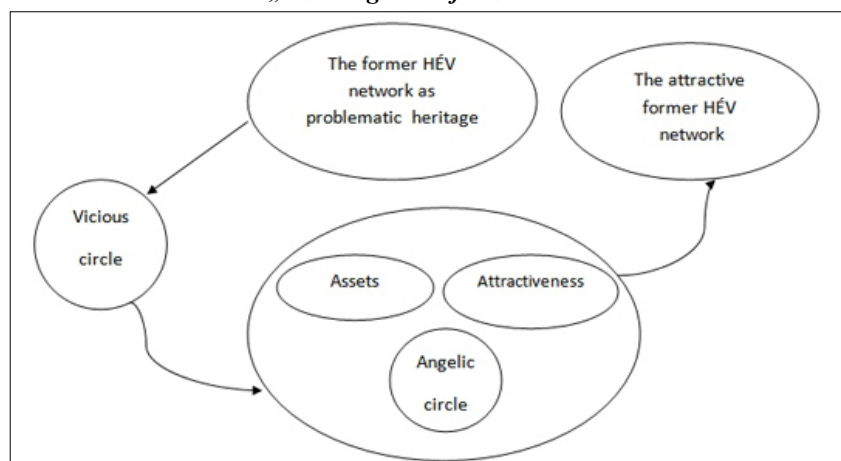 The former HÉV
network as
problematic heritage
The attractive
former HÉV
network
Vicious
circle
Assets
Attractiveness
Angelic
circle